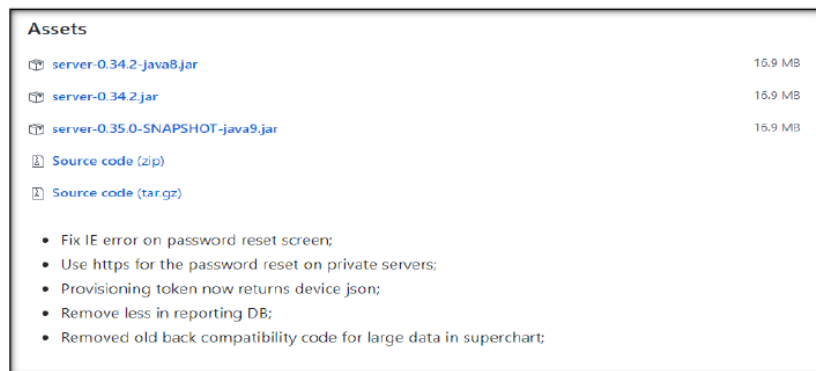 Assets
server-0.34.2-java8.jar 16.9 MB
server-0.34.2.jar 16.9 MB
server-0.35.0-SNAPSHOT-java9.jar 16.9 MB
Source code (zip)
Source code (tar.gz)
• Fix IE error on password reset screen;
• Use https for the password reset on private servers;
• Provisioning token now returns device json;
• Remove less in reporting DB;
• Removed old back compatibility code for large data in superchart;